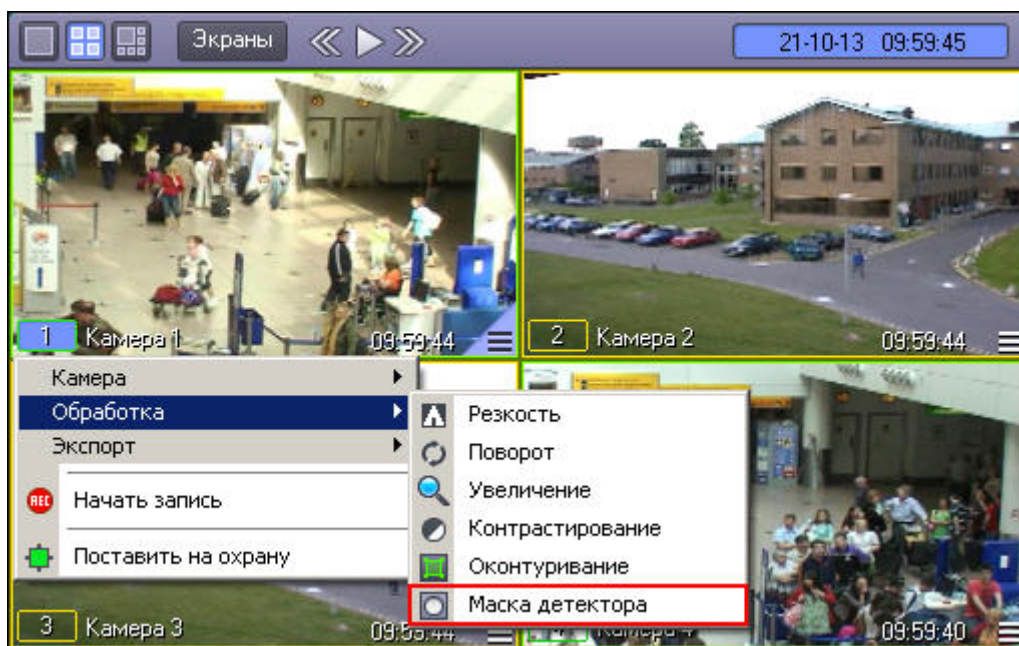 Экраны
21-10-13 09:59:45
1 Камера 1 09:59:44
2 Камера 2 09:59:44
Камера
Обработка
Экспорт
REC Начать запись
Поставить на охрану
Резкость
Поворот
Увеличение
Контрастирование
Оконтуривание
Маска детектора
3 Камера 3
09:59:40